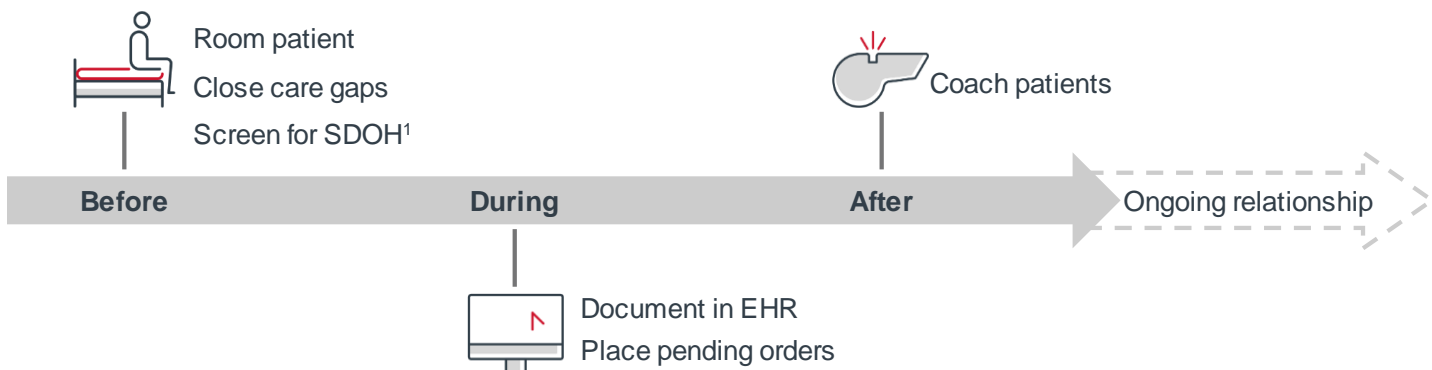 Room patient
Close care gaps
Screen for SDOH¹
Coach patients
Before
During
After
Ongoing relationship
Document in EHR
Place pending orders